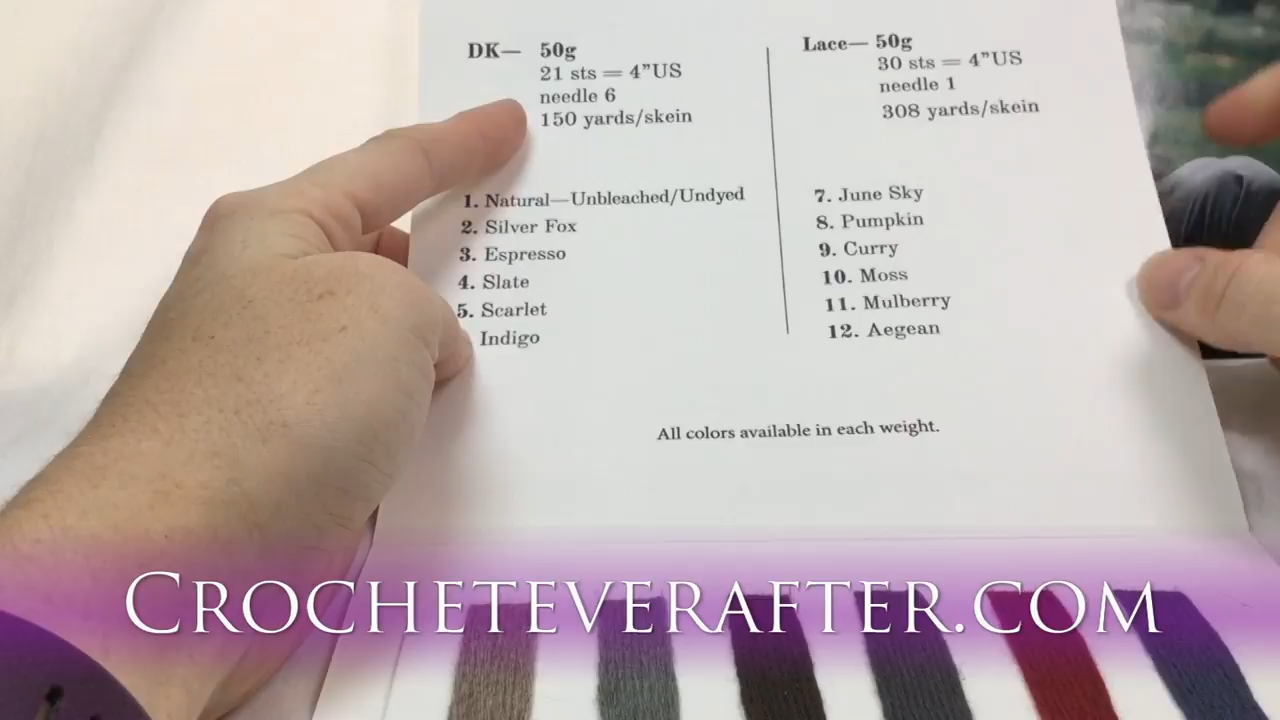 DK— 50g
21 sts = 4”US
needle 6
150 yards/skein
Lace— 50g
30 sts = 4”US
needle 1
308 yards/skein
1. Natural—Unbleached/Undyed
2. Silver Fox
3. Espresso
4. Slate
5. Scarlet
Indigo
7. June Sky
8. Pumpkin
9. Curry
10. Moss
11. Mulberry
12. Aegean
All colors available in each weight.
Crocheteverafter.com